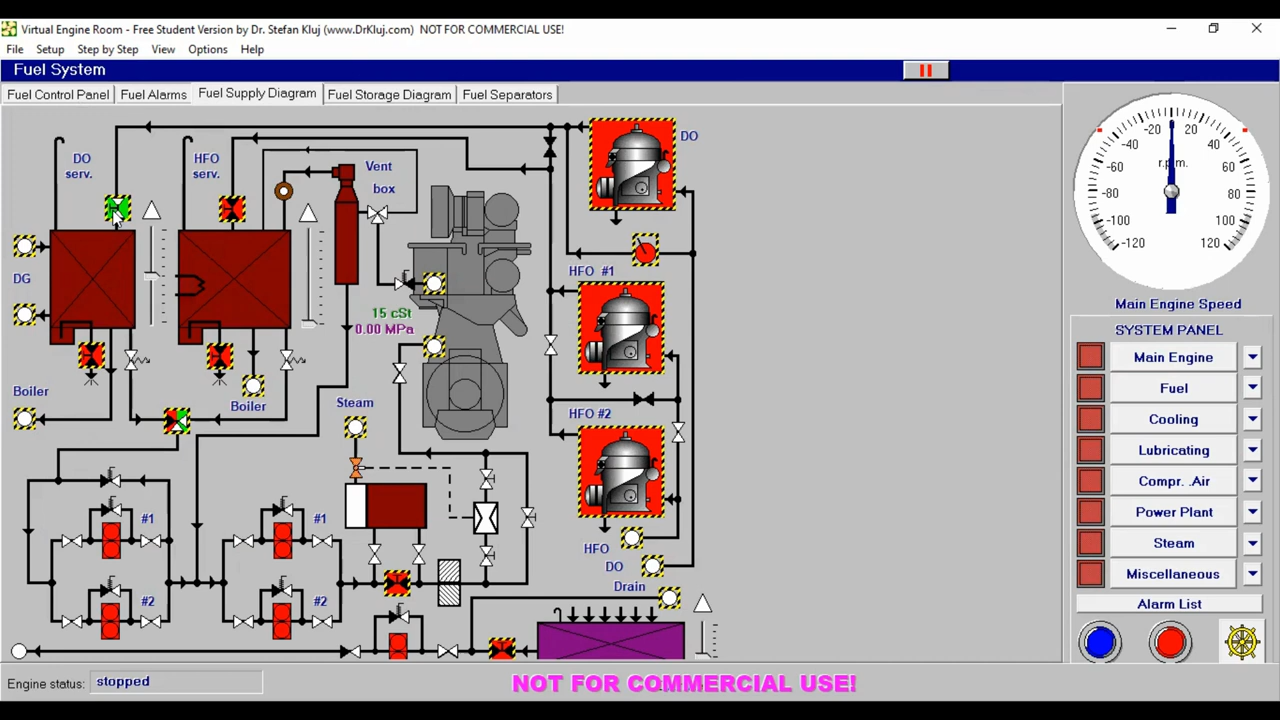 Virtual Engine Room - Free Student Version by Dr. Stefan Kluj (www.DrKluj.com) NOT FOR COMMERCIAL USE!
File Setup Step by Step View Options Help
Fuel System
Fuel Control Panel Fuel Alarms Fuel Supply Diagram Fuel Storage Diagram Fuel Separators
DO
serv.
HFO
serv.
Vent
box
DO
DG
HFO #1
15 cSt
0.00 MPa
HFO #2
Boiler
Boiler
Steam
#1
#1
#2
#2
HFO
DO
Drain
-20 20
-40 40
r.p.m.
-60 60
-80 80
-100 100
-120 120
Main Engine Speed
SYSTEM PANEL
Main Engine
Fuel
Cooling
Lubricating
Compr. .Air
Power Plant
Steam
Miscellaneous
Alarm List
Engine status: stopped
NOT FOR COMMERCIAL USE!